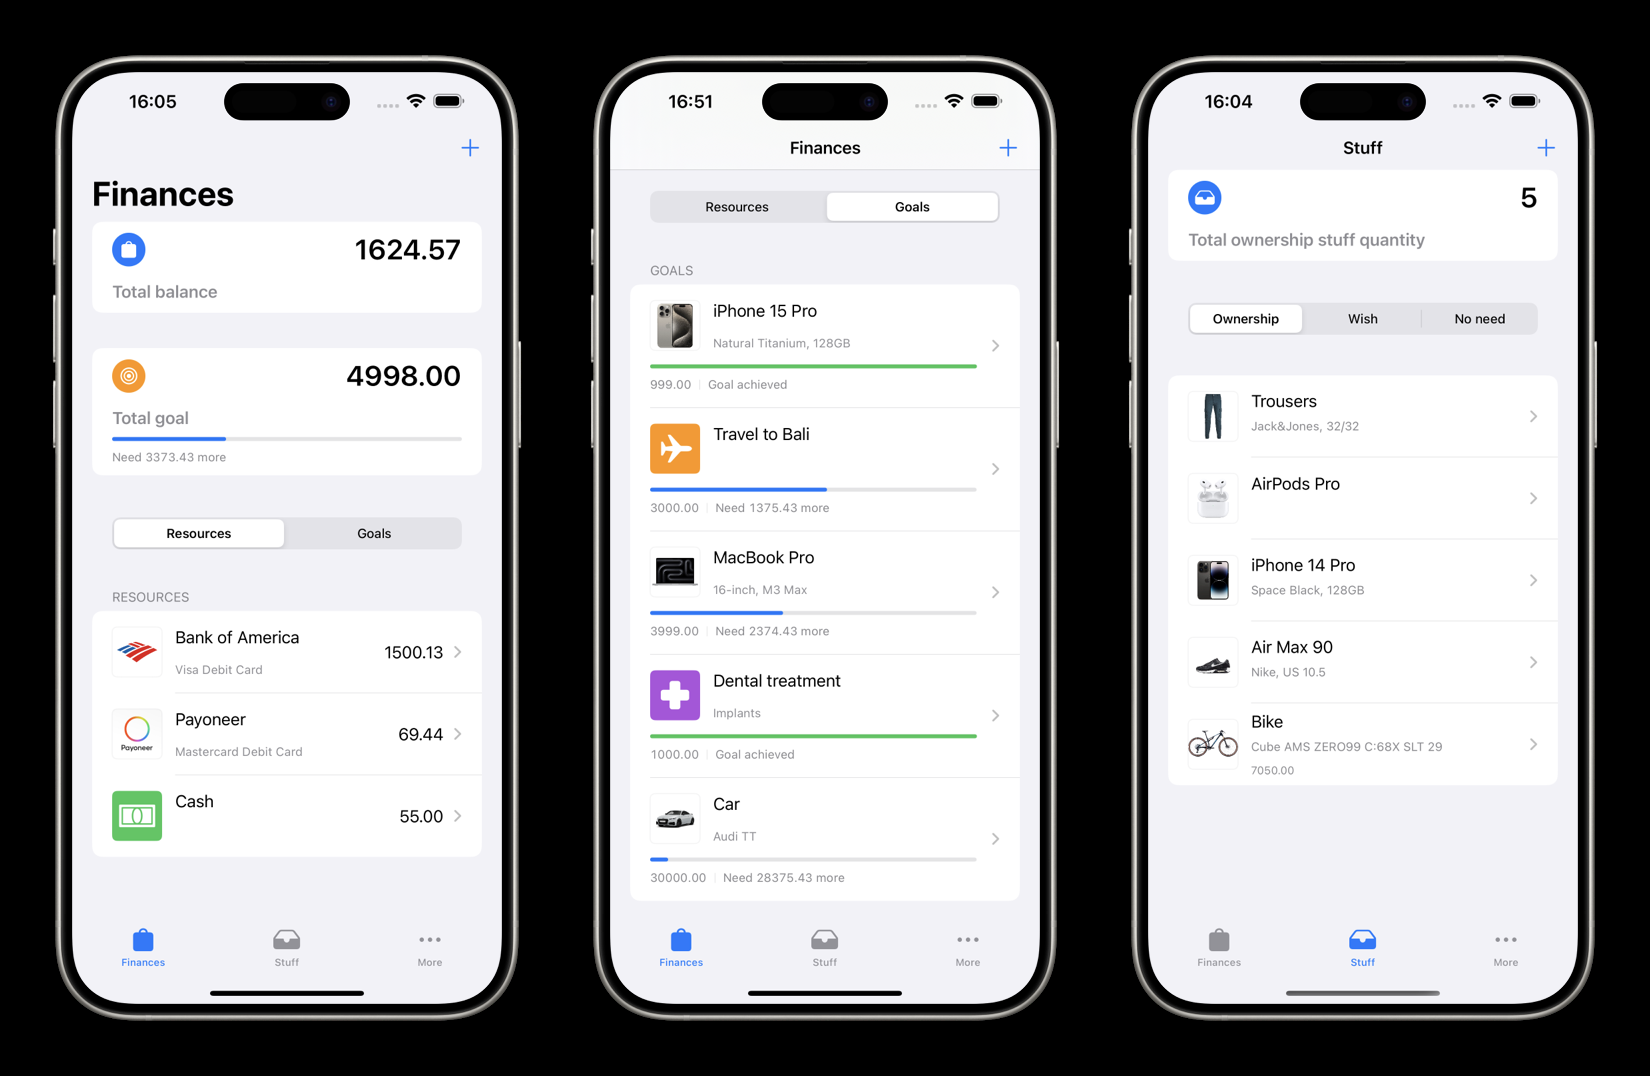 16:05
Finances
1624.57
Total balance
4998.00
Total goal
Need 3373.43 more
Resources
Goals
RESOURCES
Bank of America
Visa Debit Card
1500.13
Payoneer
Payoneer
Mastercard Debit Card
69.44
Cash
55.00
Finances
Stuff
More
16:51
Finances
Resources
Goals
GOALS
iPhone 15 Pro
Natural Titanium, 128GB
999.00
Goal achieved
Travel to Bali
3000.00
Need 1375.43 more
MacBook Pro
16-inch, M3 Max
3999.00
Need 2374.43 more
Dental treatment
Implants
1000.00
Goal achieved
Car
Audi TT
30000.00
Need 28375.43 more
Finances
Stuff
More
16:04
Stuff
5
Total ownership stuff quantity
Ownership
Wish
No need
Trousers
Jack&Jones, 32/32
AirPods Pro
iPhone 14 Pro
Space Black, 128GB
Air Max 90
Nike, US 10.5
Bike
Cube AMS ZERO99 C:68X SLT 29
7050.00
Finances
Stuff
More